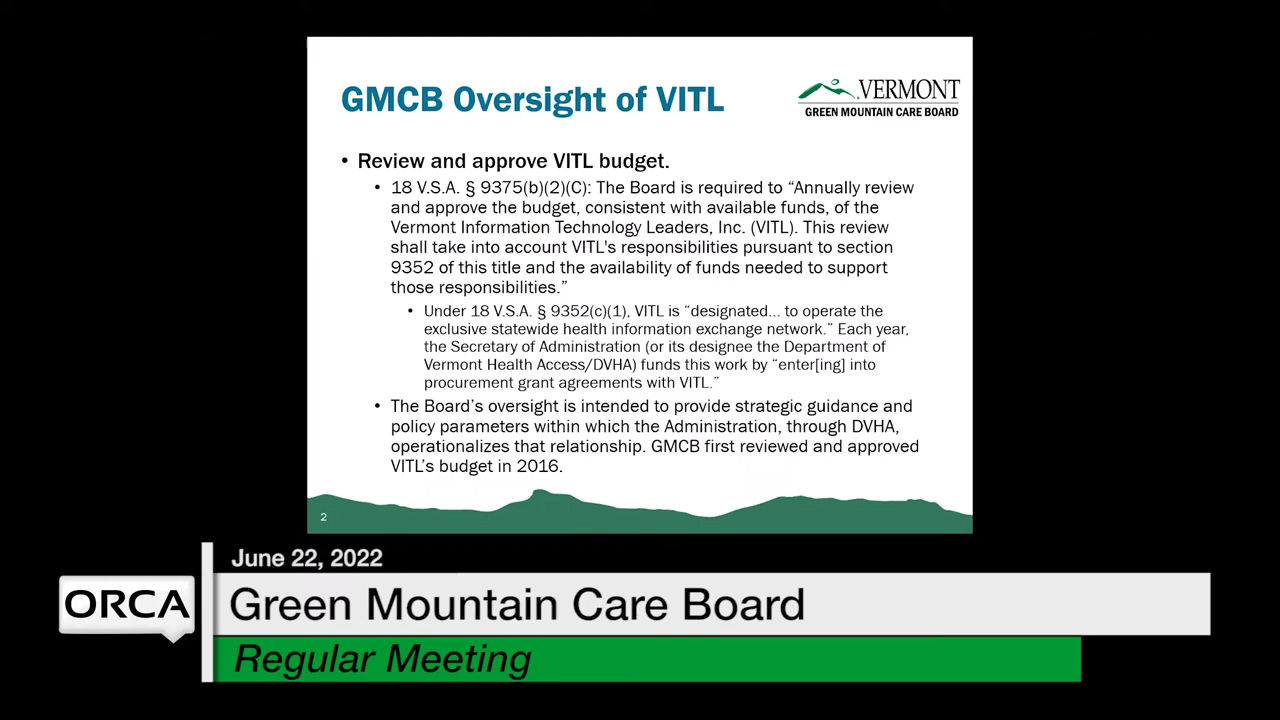 GMCB Oversight of VITL
VERMONT
GREEN MOUNTAIN CARE BOARD
• Review and approve VITL budget.
• 18 V.S.A. § 9375(b)(2)(C): The Board is required to “Annually review
and approve the budget, consistent with available funds, of the
Vermont Information Technology Leaders, Inc. (VITL). This review
shall take into account VITL's responsibilities pursuant to section
9352 of this title and the availability of funds needed to support
those responsibilities.”
• Under 18 V.S.A. § 9352(c)(1), VITL is “designated... to operate the
exclusive statewide health information exchange network.” Each year,
the Secretary of Administration (or its designee the Department of
Vermont Health Access/DVHA) funds this work by “enter[ing] into
procurement grant agreements with VITL.”
• The Board’s oversight is intended to provide strategic guidance and
policy parameters within which the Administration, through DVHA,
operationalizes that relationship. GMCB first reviewed and approved
VITL’s budget in 2016.
2
June 22, 2022
ORCA
Green Mountain Care Board
Regular Meeting